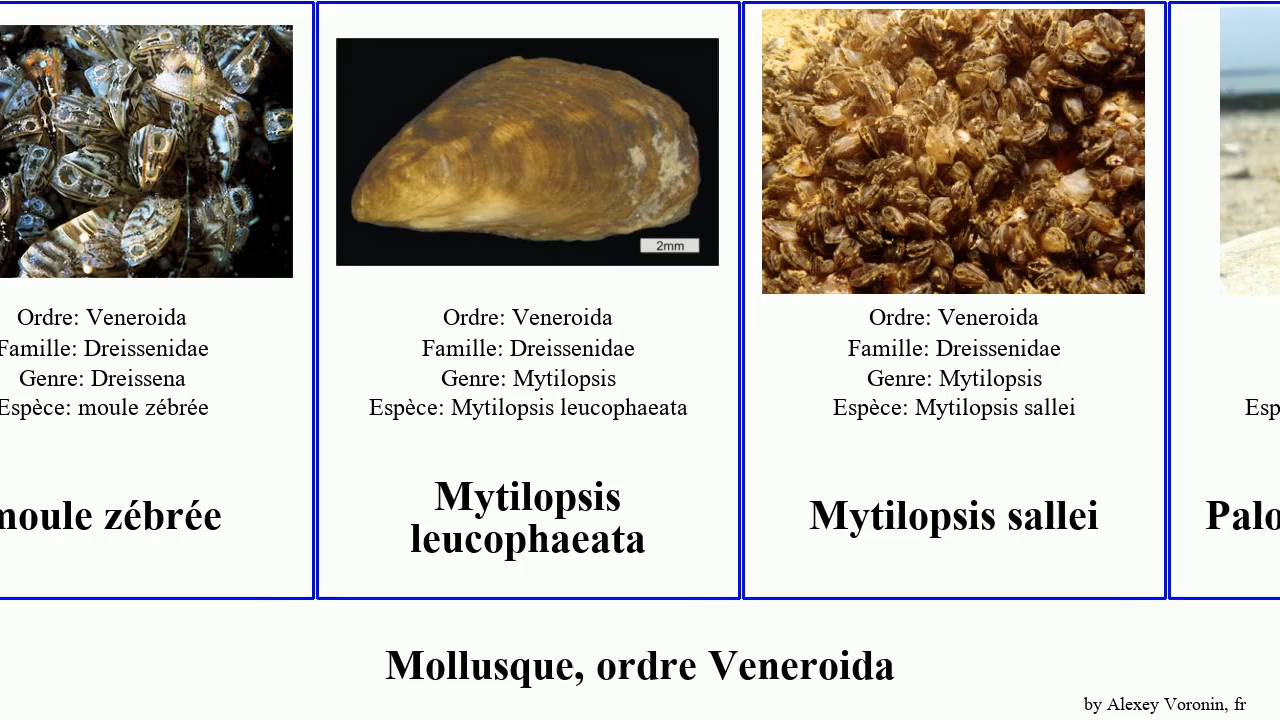 2mm
Ordre: Veneroida
Famille: Dreissenidae
Genre: Dreissena
Espèce: moule zébrée
moule zébrée
Ordre: Veneroida
Famille: Dreissenidae
Genre: Mytilopsis
Espèce: Mytilopsis leucophaeata
Mytilopsis
leucophaeata
Ordre: Veneroida
Famille: Dreissenidae
Genre: Mytilopsis
Espèce: Mytilopsis sallei
Mytilopsis sallei
Esp
Palo
Mollusque, ordre Veneroida
by Alexey Voronin, fr